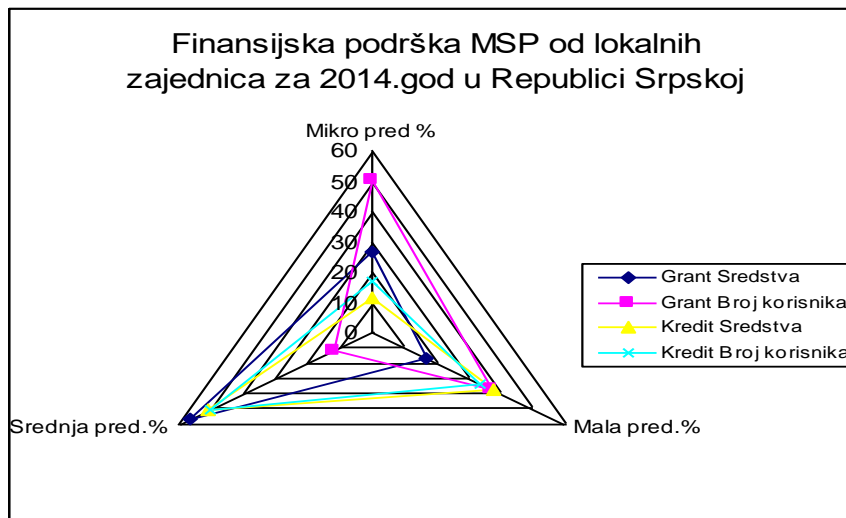 Finansijska podrška MSP od lokalnih
zajednica za 2014.god u Republici Srpskoj
Mikro pred %
60
50
40
30
20
10
0
Srednja pred.%
Mala pred.%
Grant Sredstva
Grant Broj korisnika
Kredit Sredstva
Kredit Broj korisnika